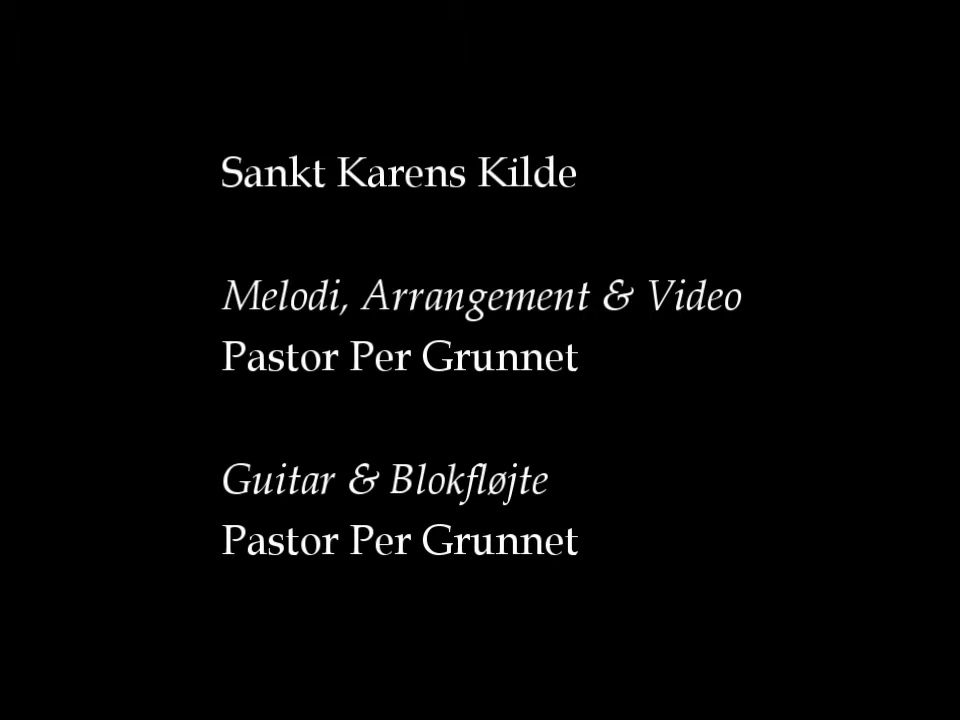 Sankt Karens Kilde
Melodi, Arrangement & Video
Pastor Per Grunnet
Guitar & Blokfløjte
Pastor Per Grunnet